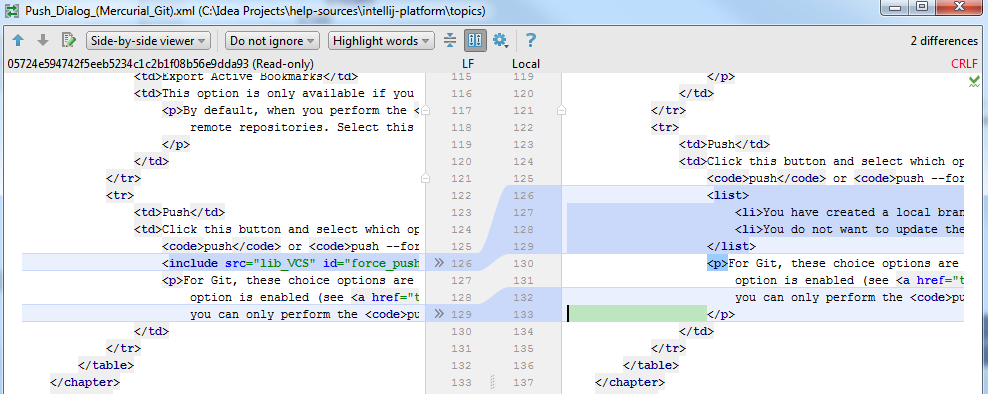 Push_Dialog_(Mercurial_Git).xml (C:\Idea Projects\help-sources\intellij-platform\topics)
Side-by-side viewer Do not ignore Highlight words ? 2 differences
05724e594742f5eeb5234c1c2b1f08b56e9dda93 (Read-only) LF Local CRLF
<td>Export Active Bookmarks</td> 115 119 </p>
<td>This option is only available if you 116 120 </td>
<p>By default, when you perform the < 117 121 </tr>
remote repositories. Select this 118 122 <tr>
</p> 119 123 <td>Push</td>
</td> 120 124 <td>Click this button and select which op
</tr> 121 125 <code>push</code> or <code>push --for
<tr> 122 126 <list>
<td>Push</td> 123 127 <li>You have created a local bran
<td>Click this button and select which op 124 128 <li>You do not want to update the
<code>push</code> or <code>push --for 125 129 </list>
<include src="lib_VCS" id="force_push 126 130 <p>For Git, these choice options are
<p>For Git, these choice options are 127 131 option is enabled (see <a href="t
option is enabled (see <a href="t 128 132 you can only perform the <code>pu
you can only perform the <code>pu 129 133 </p>
</td> 130 134 </td>
</tr> 131 135 </tr>
</table> 132 136 </table>
</chapter> 133 137 </chapter>